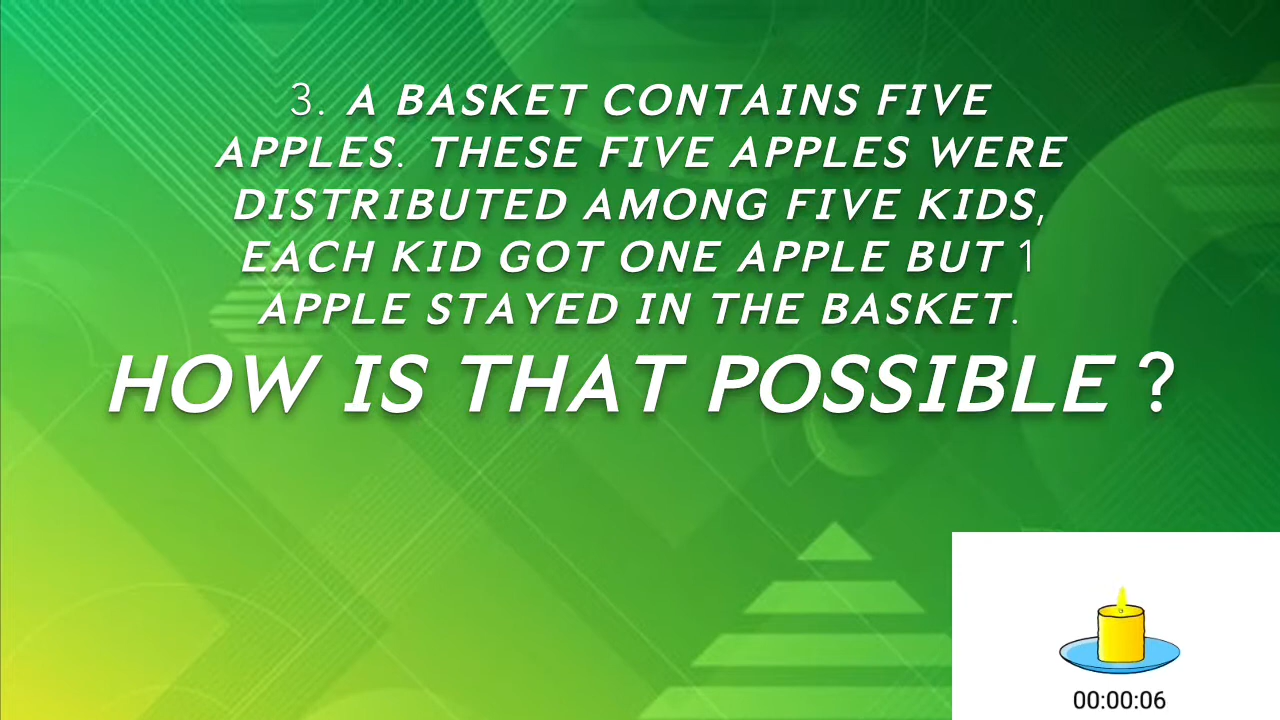 3. A BASKET CONTAINS FIVE
APPLES. THESE FIVE APPLES WERE
DISTRIBUTED AMONG FIVE KIDS,
EACH KID GOT ONE APPLE BUT 1
APPLE STAYED IN THE BASKET.
HOW IS THAT POSSIBLE ?
00:00:06